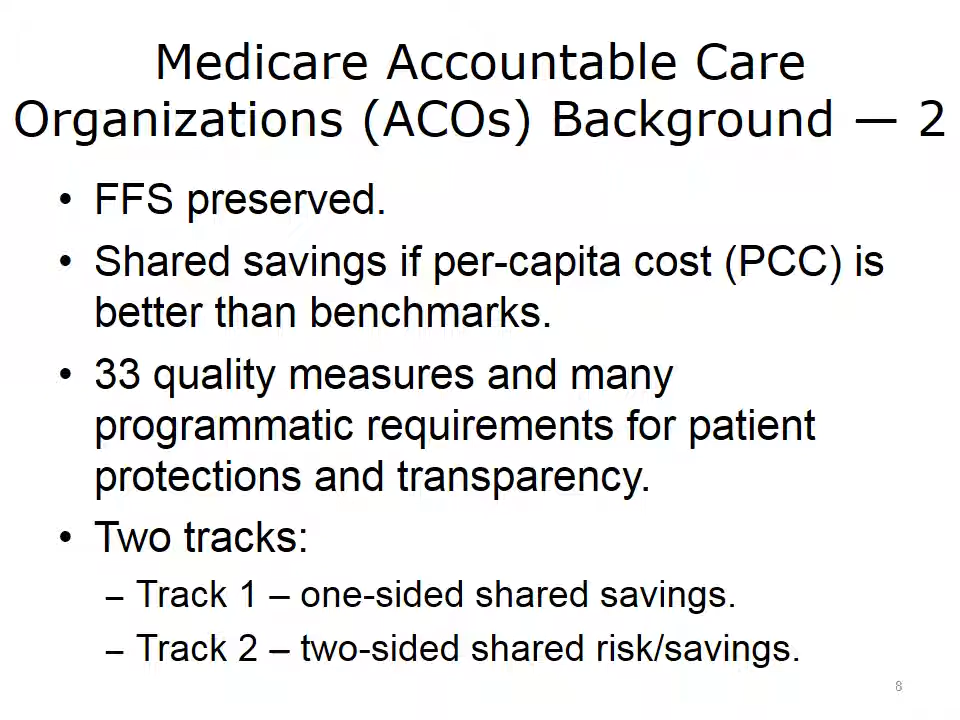 Medicare Accountable Care
Organizations (ACOs) Background — 2
• FFS preserved.
• Shared savings if per-capita cost (PCC) is
better than benchmarks.
• 33 quality measures and many
programmatic requirements for patient
protections and transparency.
• Two tracks:
– Track 1 – one-sided shared savings.
– Track 2 – two-sided shared risk/savings.
8